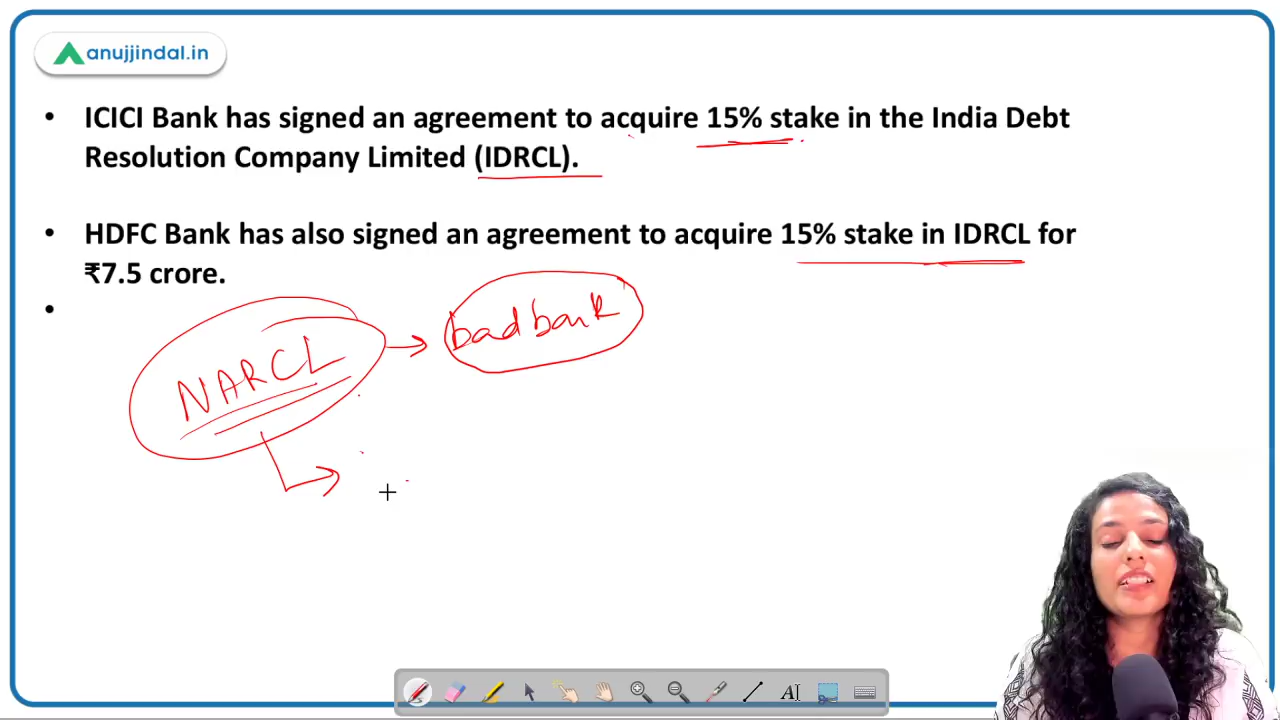 anujjindal.in
• ICICI Bank has signed an agreement to acquire 15% stake in the India Debt
Resolution Company Limited (IDRCL).
• HDFC Bank has also signed an agreement to acquire 15% stake in IDRCL for
₹7.5 crore.
•
NARCL → bad bank
AI